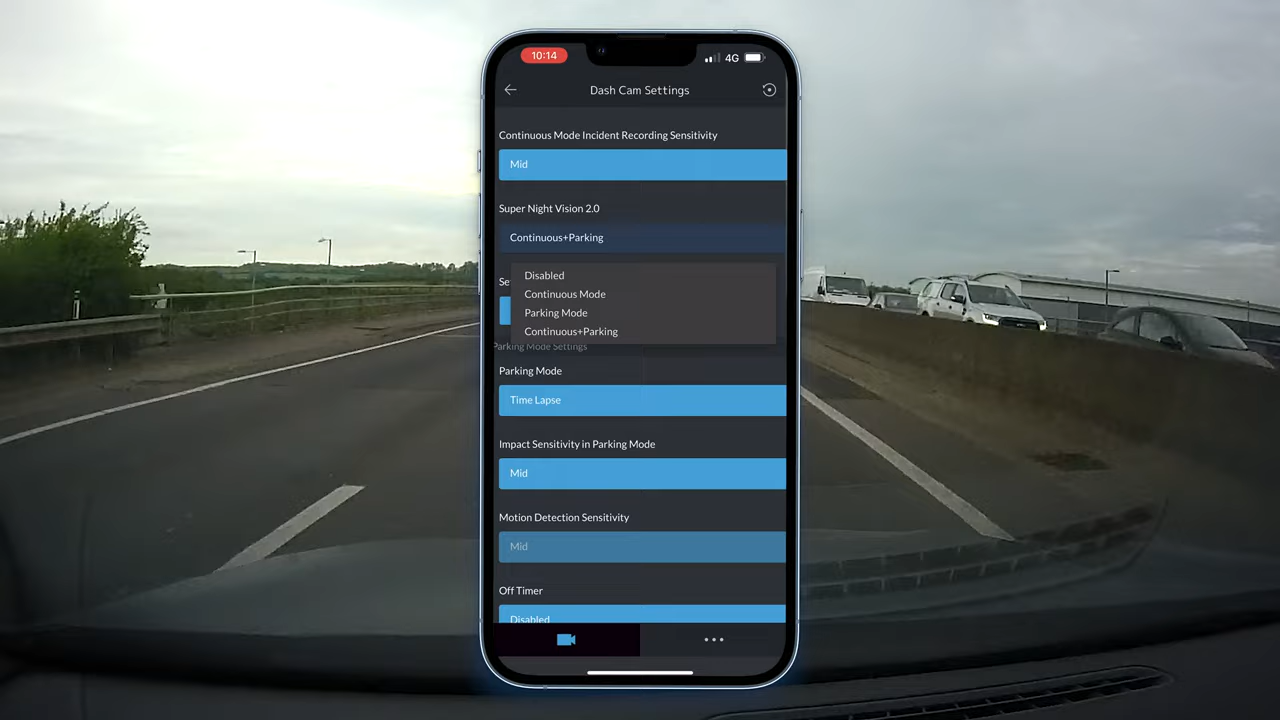 10:14
4G
Dash Cam Settings
Continuous Mode Incident Recording Sensitivity
Mid
Super Night Vision 2.0
Continuous+Parking
Se
Disabled
Continuous Mode
Parking Mode
Continuous+Parking
Parking Mode Settings
Parking Mode
Time Lapse
Impact Sensitivity in Parking Mode
Mid
Motion Detection Sensitivity
Mid
Off Timer
Disabled